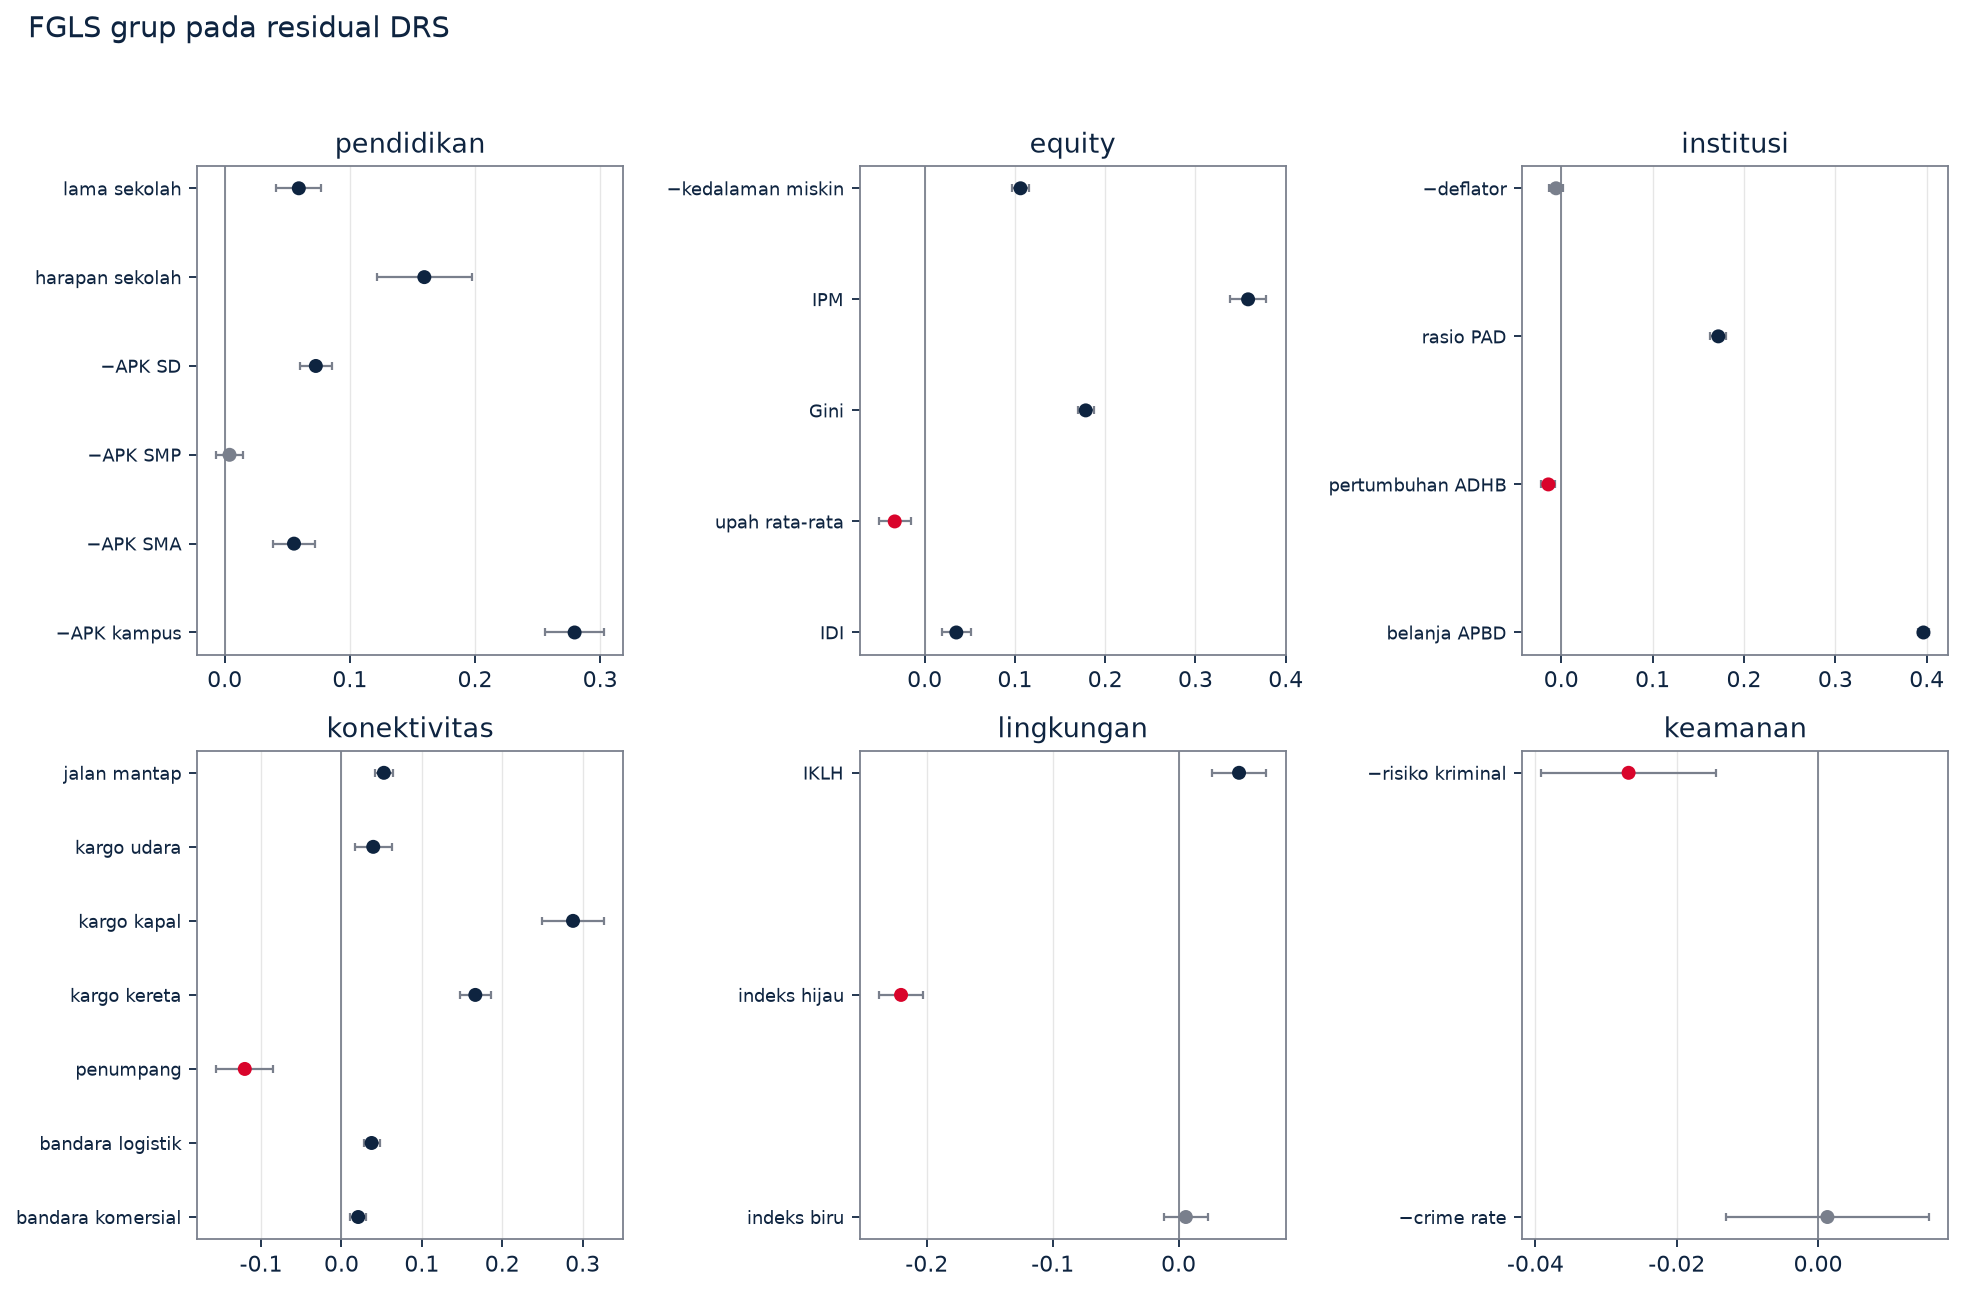 FGLS grup pada residual DRS
pendidikan
lama sekolah
harapan sekolah
−APK SD
−APK SMP
−APK SMA
−APK kampus
0.0 0.1 0.2 0.3
equity
−kedalaman miskin
IPM
Gini
upah rata-rata
IDI
0.0 0.1 0.2 0.3 0.4
institusi
−deflator
rasio PAD
pertumbuhan ADHB
belanja APBD
0.0 0.1 0.2 0.3 0.4
konektivitas
jalan mantap
kargo udara
kargo kapal
kargo kereta
penumpang
bandara logistik
bandara komersial
-0.1 0.0 0.1 0.2 0.3
lingkungan
IKLH
indeks hijau
indeks biru
-0.2 -0.1 0.0
keamanan
−risiko kriminal
−crime rate
-0.04 -0.02 0.00